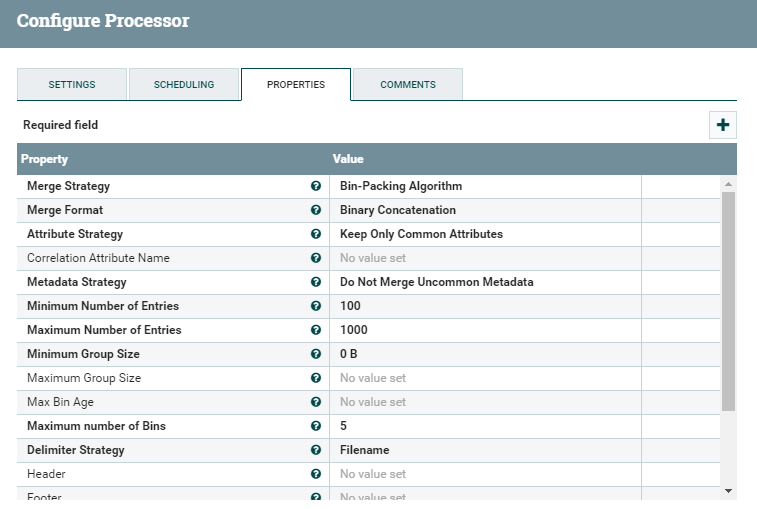 Configure Processor
SETTINGS SCHEDULING PROPERTIES COMMENTS
Required field
Property Value
Merge Strategy Bin-Packing Algorithm
Merge Format Binary Concatenation
Attribute Strategy Keep Only Common Attributes
Correlation Attribute Name No value set
Metadata Strategy Do Not Merge Uncommon Metadata
Minimum Number of Entries 100
Maximum Number of Entries 1000
Minimum Group Size 0 B
Maximum Group Size No value set
Max Bin Age No value set
Maximum number of Bins 5
Delimiter Strategy Filename
Header No value set
Footer No value set